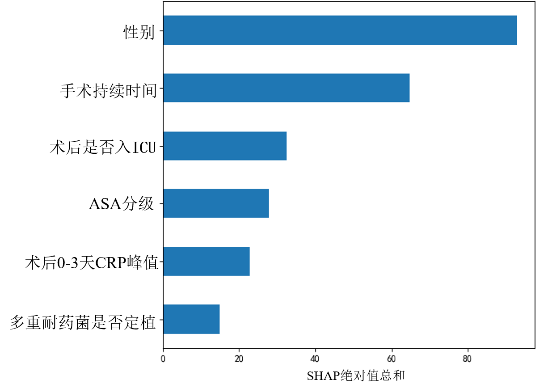 性别
手术持续时间
术后是否入ICU
ASA分级
术后0-3天CRP峰值
多重耐药菌是否定植
0 20 40 60 80
SHAP绝对值总和